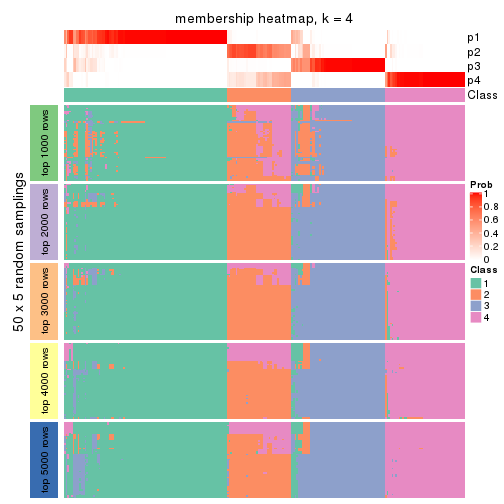 membership heatmap, k = 4
p1
p2
p3
p4
Class
50 x 5 random samplings
top 1000 rows
top 2000 rows
top 3000 rows
top 4000 rows
top 5000 rows
Prob
1
0.8
0.6
0.4
0.2
0
Class
1
2
3
4